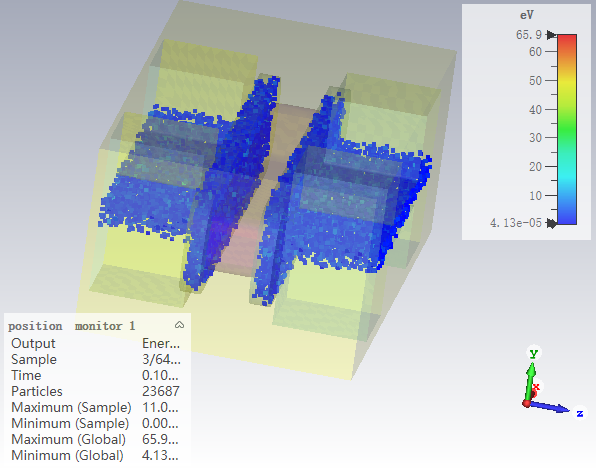 eV
65.9
60
50
40
30
20
10
4.13e-05
position monitor 1
Output Ener...
Sample 3/64...
Time 0.10...
Particles 23687
Maximum (Sample) 11.0...
Minimum (Sample) 0.00...
Maximum (Global) 65.9...
Minimum (Global) 4.13...
y
x
z